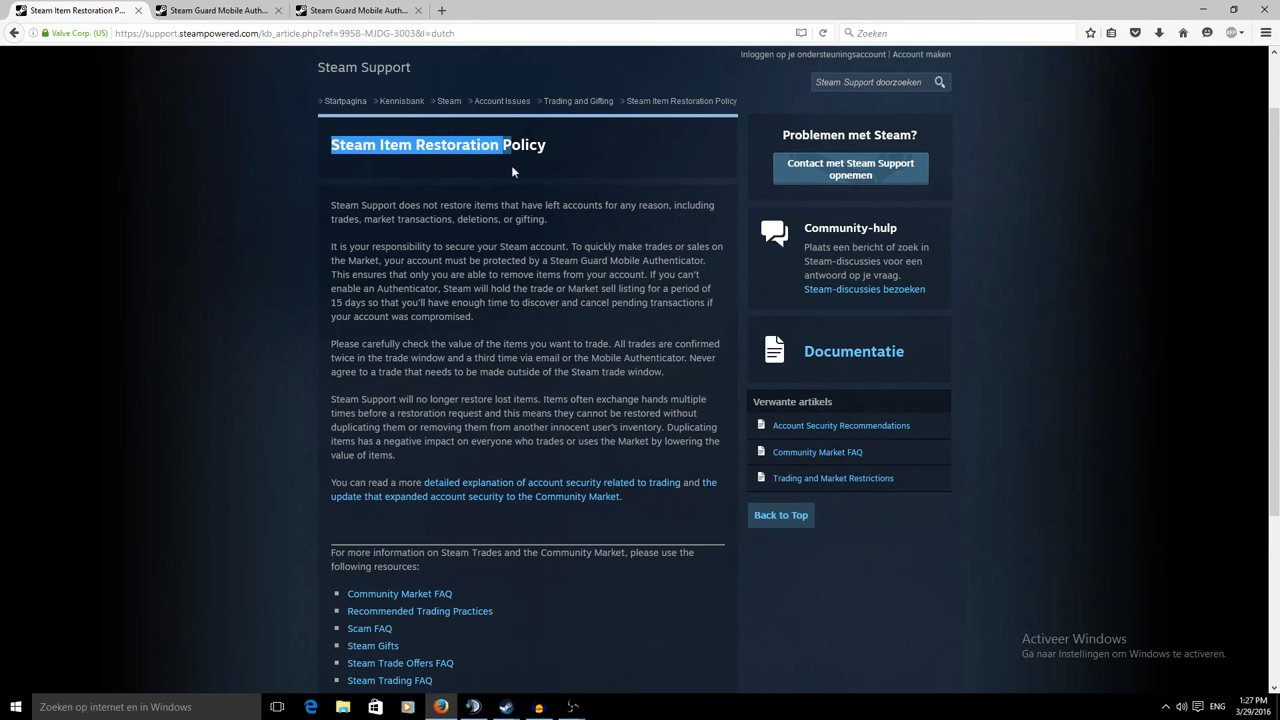 Steam Item Restoration P...
Steam Guard Mobile Auth...
Steam Guard Mobile Auth...
Valve Corp. (US)
https://support.steampowered.com/kb_article.php?ref=9958-MJDG-3003&l=dutch
Zoeken
Inloggen op je ondersteuningsaccount | Account maken
Steam Support
Steam Support doorzoeken
Startpagina
Kennisbank
Steam
Account Issues
Trading and Gifting
Steam Item Restoration Policy
Steam Item Restoration Policy
Steam Support does not restore items that have left accounts for any reason, including
trades, market transactions, deletions, or gifting.
It is your responsibility to secure your Steam account. To quickly make trades or sales on
the Market, your account must be protected by a Steam Guard Mobile Authenticator.
This ensures that only you are able to remove items from your account. If you can't
enable an Authenticator, Steam will hold the trade or Market sell listing for a period of
15 days so that you'll have enough time to discover and cancel pending transactions if
your account was compromised.
Please carefully check the value of the items you want to trade. All trades are confirmed
twice in the trade window and a third time via email or the Mobile Authenticator. Never
agree to a trade that needs to be made outside of the Steam trade window.
Steam Support will no longer restore lost items. Items often exchange hands multiple
times before a restoration request and this means they cannot be restored without
duplicating them or removing them from another innocent user's inventory. Duplicating
items has a negative impact on everyone who trades or uses the Market by lowering the
value of items.
You can read a more detailed explanation of account security related to trading and the
update that expanded account security to the Community Market.
For more information on Steam Trades and the Community Market, please use the
following resources:
Community Market FAQ
Recommended Trading Practices
Scam FAQ
Steam Gifts
Steam Trade Offers FAQ
Steam Trading FAQ
Problemen met Steam?
Contact met Steam Support
opnemen
Community-hulp
Plaats een bericht of zoek in
Steam-discussies voor een
antwoord op je vraag.
Steam-discussies bezoeken
Documentatie
Verwante artikels
Account Security Recommendations
Community Market FAQ
Trading and Market Restrictions
Back to Top
Activeer Windows
Ga naar Instellingen om Windows te activeren.
Zoeken op internet en in Windows
ENG
1:27 PM
3/29/2016